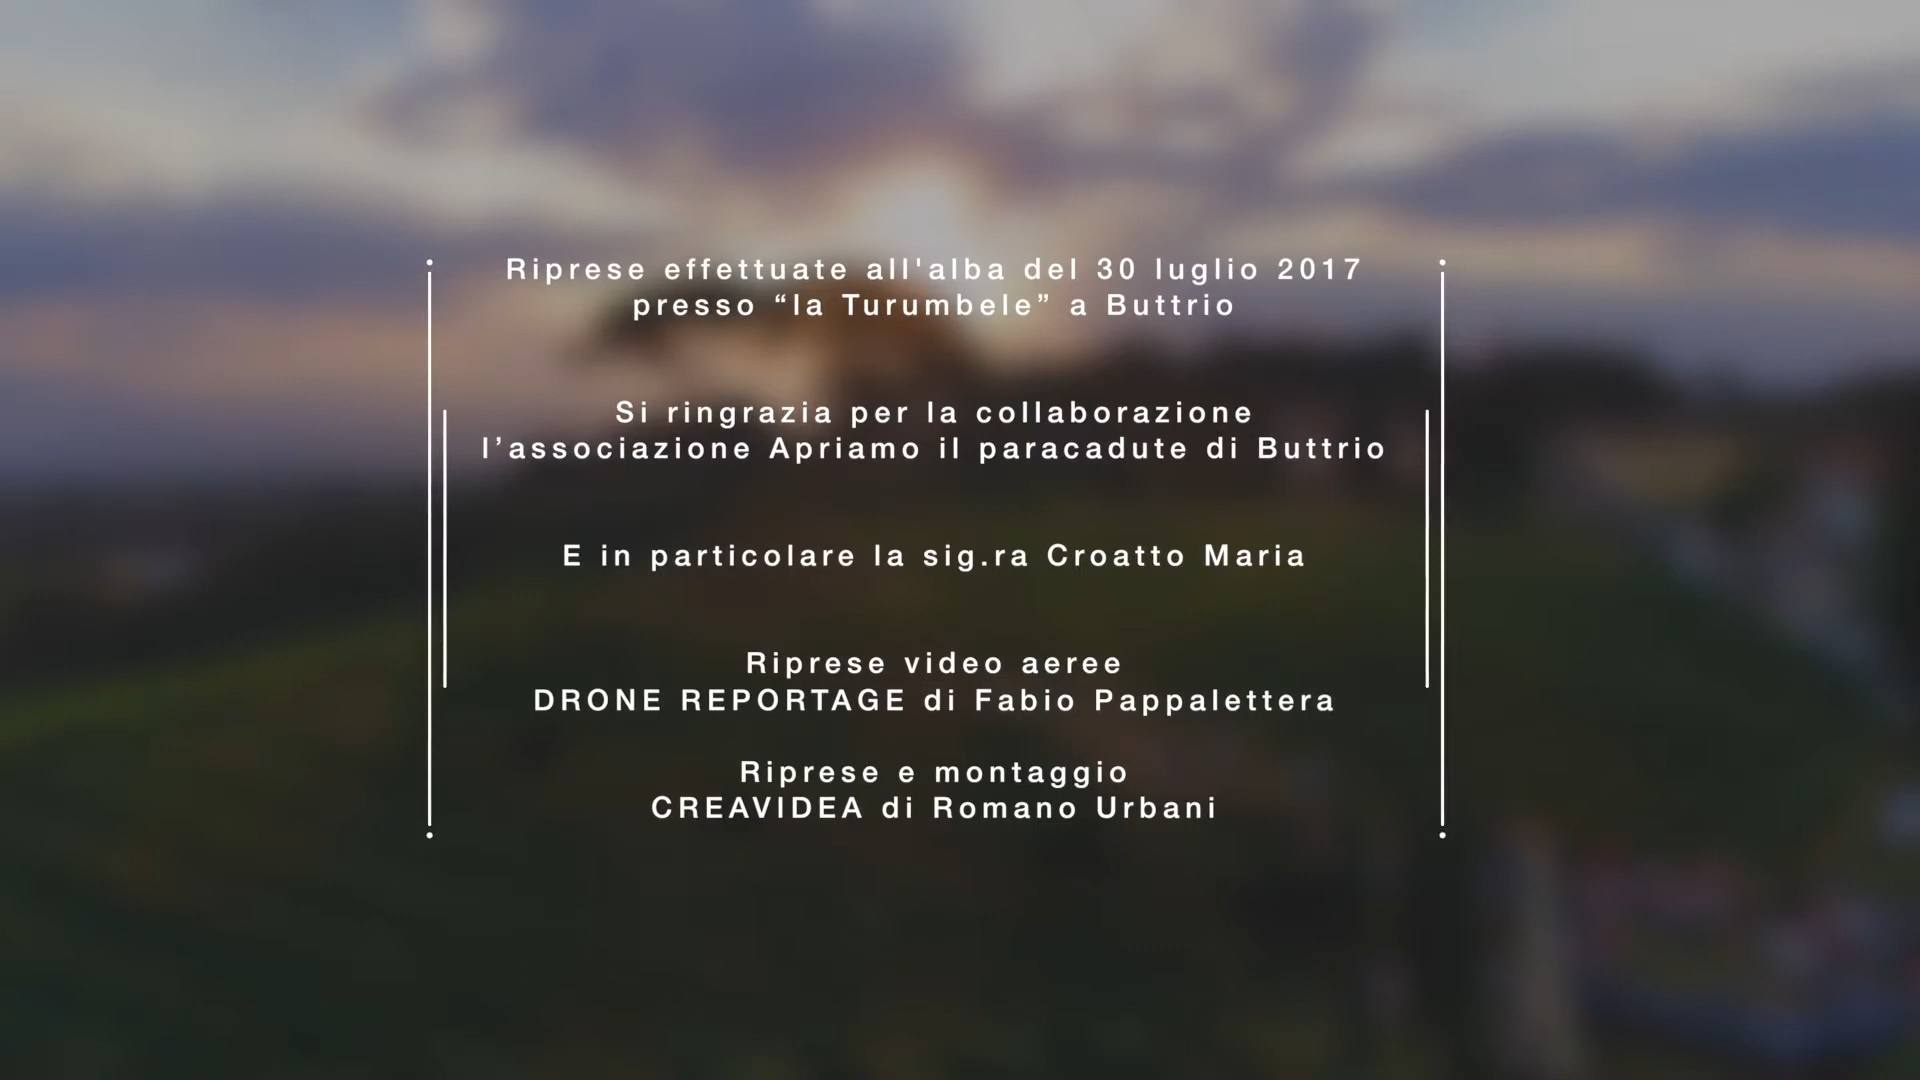 Riprese effettuate all'alba del 30 luglio 2017
presso “la Turumbele” a Buttrio
Si ringrazia per la collaborazione
l’associazione Apriamo il paracadute di Buttrio
E in particolare la sig.ra Croatto Maria
Riprese video aeree
DRONE REPORTAGE di Fabio Pappalettera
Riprese e montaggio
CREAVIDEA di Romano Urbani